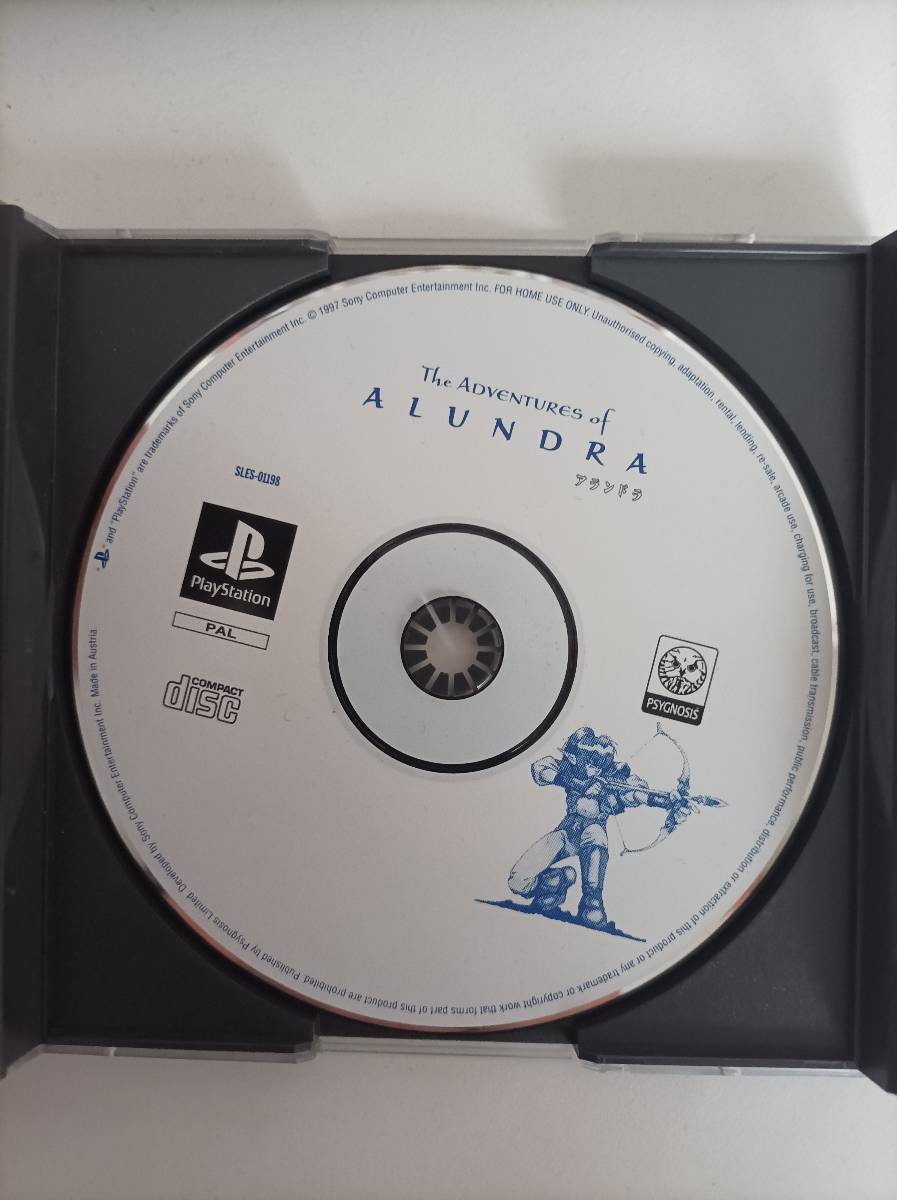 The ADVENTURES of
ALUNDRA
アランドラ
SLES-01198
PlayStation
PAL
COMPACT
disc
PSYGNOSIS
" " and "PlayStation" are trademarks of Sony Computer Entertainment Inc. © 1997 Sony Computer Entertainment Inc. FOR HOME USE ONLY. Unauthorised copying, adaptation, rental, lending, re-sale, arcade use, charging for use, broadcast, cable transmission, public performance, distribution or extraction of this product or any trademark or copyright work that forms part of this product are prohibited. Published by Psygnosis Limited. Developed by Sony Computer Entertainment Inc. Made in Austria.